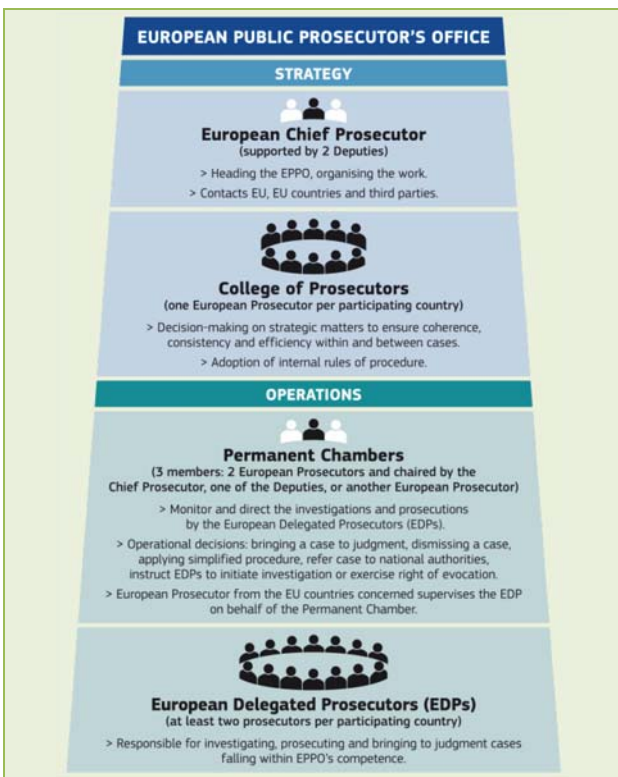 EUROPEAN PUBLIC PROSECUTOR'S OFFICE
STRATEGY
European Chief Prosecutor
(supported by 2 Deputies)
> Heading the EPPO, organising the work.
> Contacts EU, EU countries and third parties.
College of Prosecutors
(one European Prosecutor per participating country)
> Decision-making on strategic matters to ensure coherence,
consistency and efficiency within and between cases.
> Adoption of internal rules of procedure.
OPERATIONS
Permanent Chambers
(3 members: 2 European Prosecutors and chaired by the
Chief Prosecutor, one of the Deputies, or another European Prosecutor)
> Monitor and direct the investigations and prosecutions
by the European Delegated Prosecutors (EDPs).
> Operational decisions: bringing a case to judgment, dismissing a case,
applying simplified procedure, refer case to national authorities,
instruct EDPs to initiate investigation or exercise right of evocation.
> European Prosecutor from the EU countries concerned supervises the EDP
on behalf of the Permanent Chamber.
European Delegated Prosecutors (EDPs)
(at least two prosecutors per participating country)
> Responsible for investigating, prosecuting and bringing to judgment cases
falling within EPPO's competence.